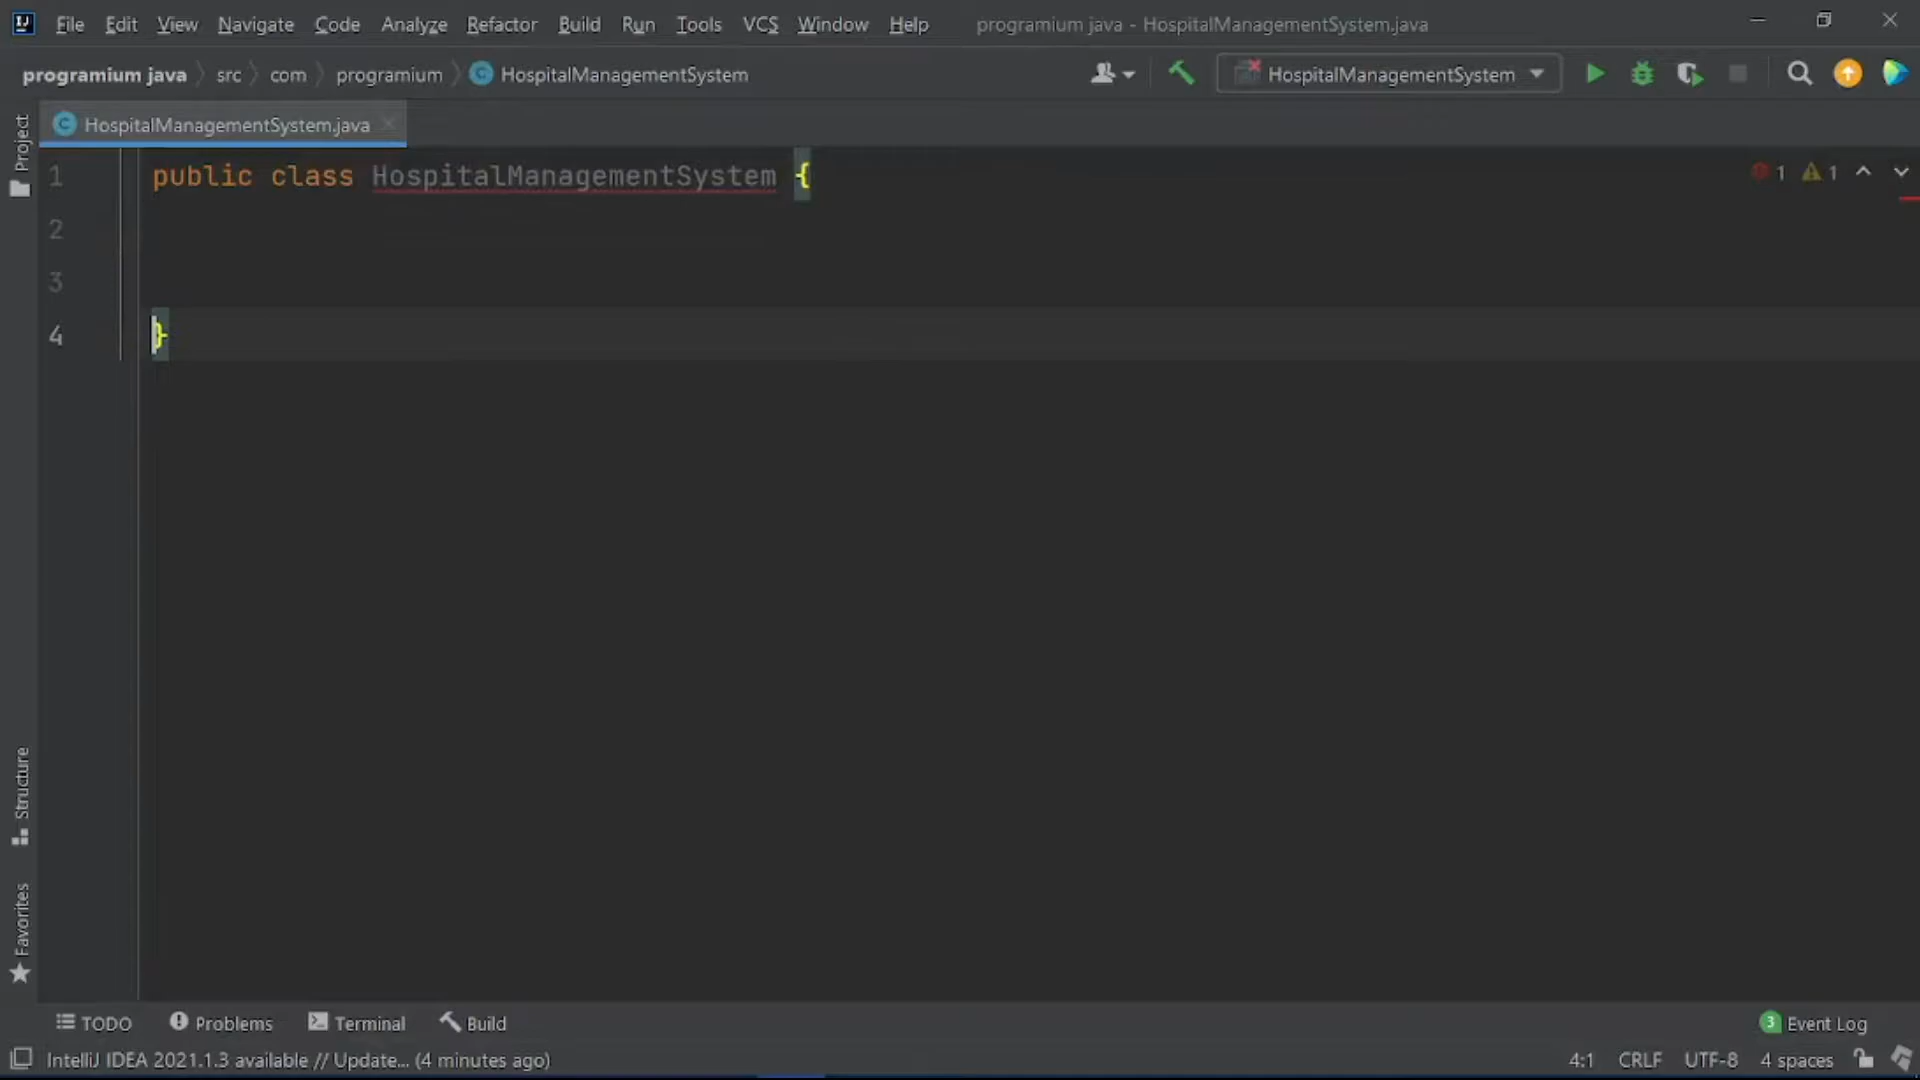 File Edit View Navigate Code Analyze Refactor Build Run Tools VCS Window Help programium java - HospitalManagementSystem.java
programium java src com programium HospitalManagementSystem HospitalManagementSystem
HospitalManagementSystem.java
Project
1 public class HospitalManagementSystem { 1 1
2
3
4 }
Structure
Favorites
TODO Problems Terminal Build 3 Event Log
IntelliJ IDEA 2021.1.3 available // Update... (4 minutes ago) 4:1 CRLF UTF-8 4 spaces